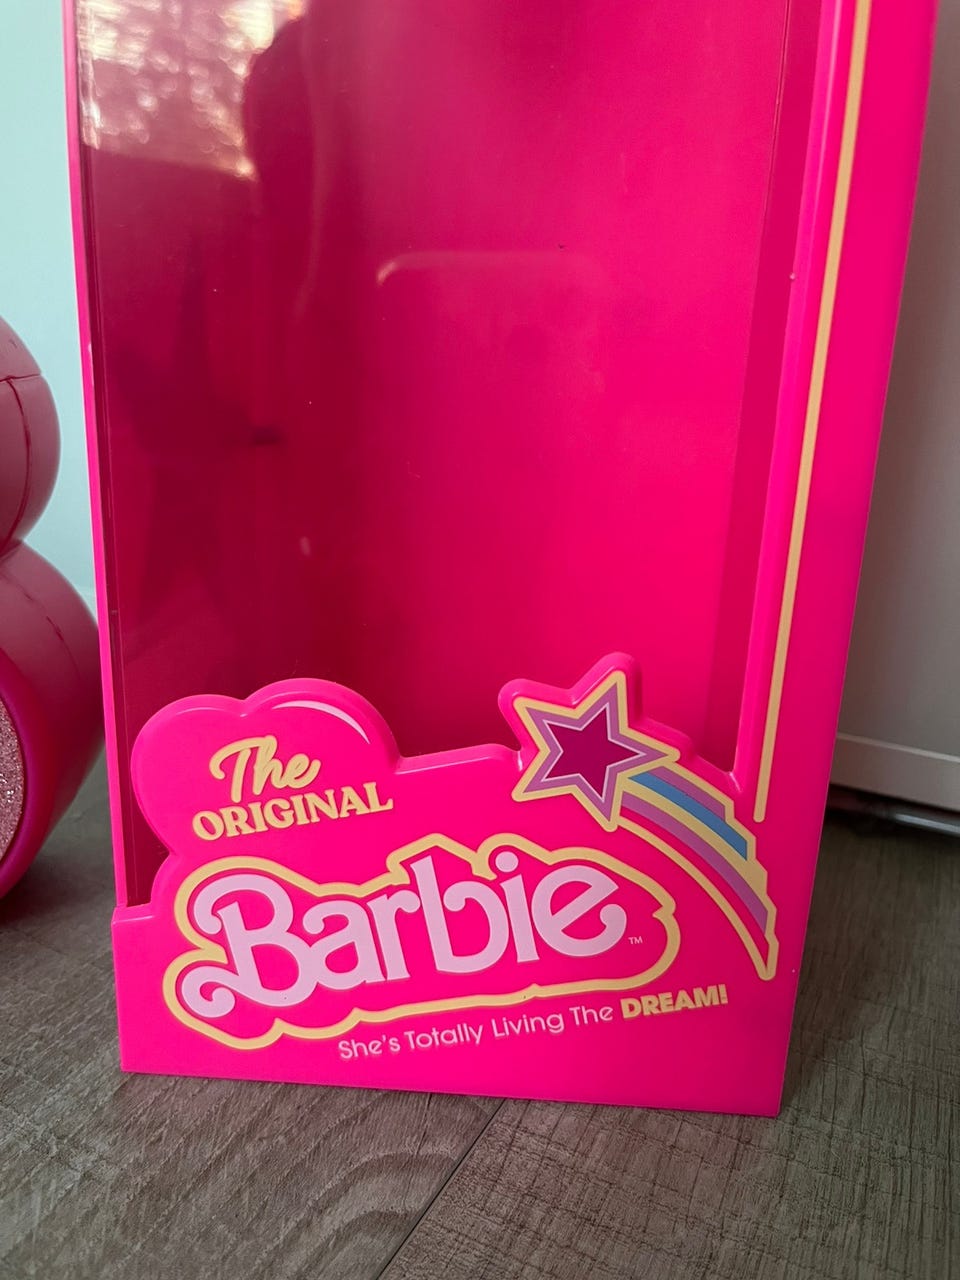 The
ORIGINAL
Barbie™
She's Totally Living The DREAM!